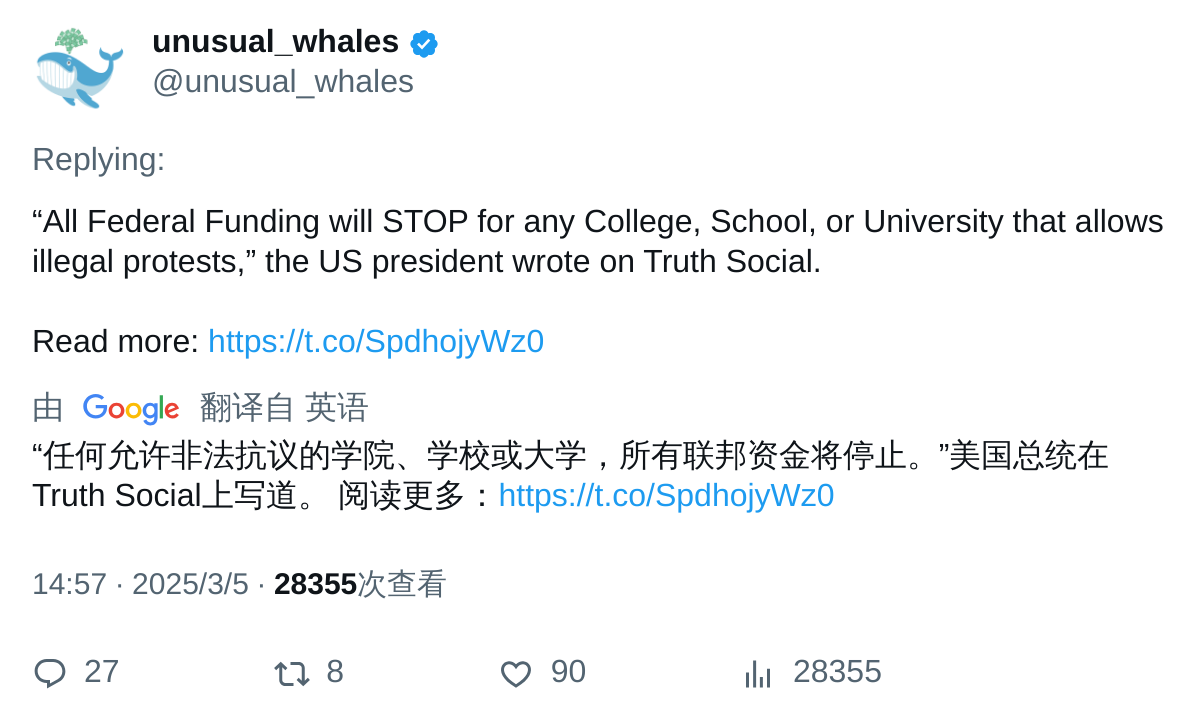 unusual_whales
@unusual_whales
Replying:
“All Federal Funding will STOP for any College, School, or University that allows
illegal protests,” the US president wrote on Truth Social.
Read more: https://t.co/SpdhojyWz0
由 Google 翻译自 英语
“任何允许非法抗议的学院、学校或大学，所有联邦资金将停止。”美国总统在
Truth Social上写道。 阅读更多：https://t.co/SpdhojyWz0
14:57 · 2025/3/5 · 28355次查看
27 8 90 28355